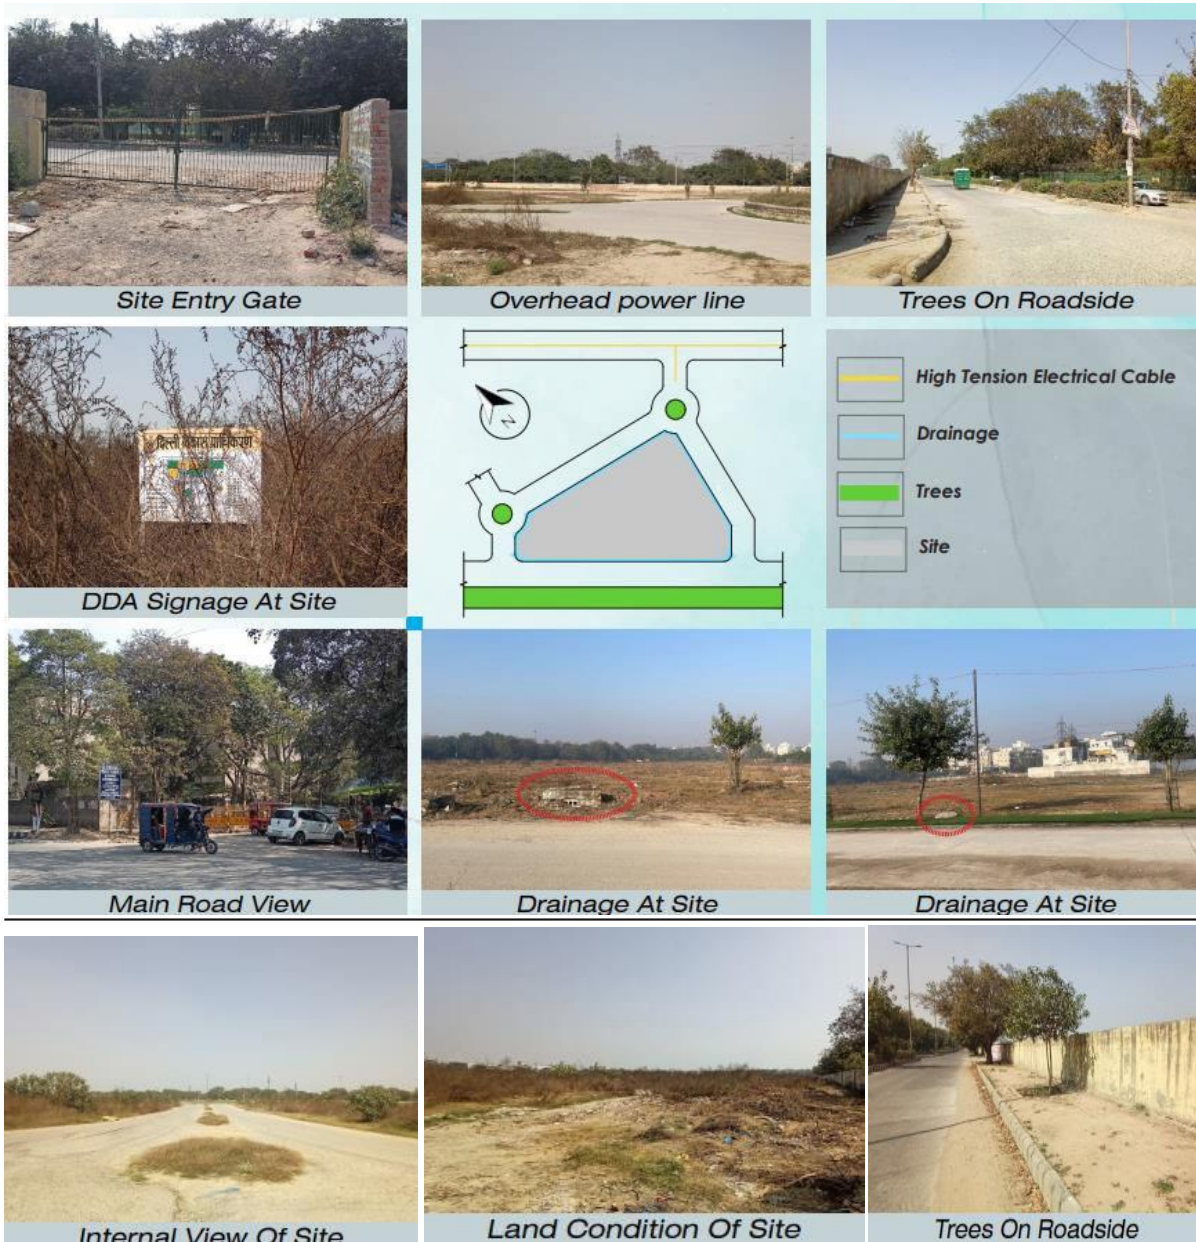 Site Entry Gate
Overhead power line
Trees On Roadside
दिल्ली विकास प्राधिकरण
DDA Signage At Site
N
High Tension Electrical Cable
Drainage
Trees
Site
Main Road View
Drainage At Site
Drainage At Site
Internal View Of Site
Land Condition Of Site
Trees On Roadside